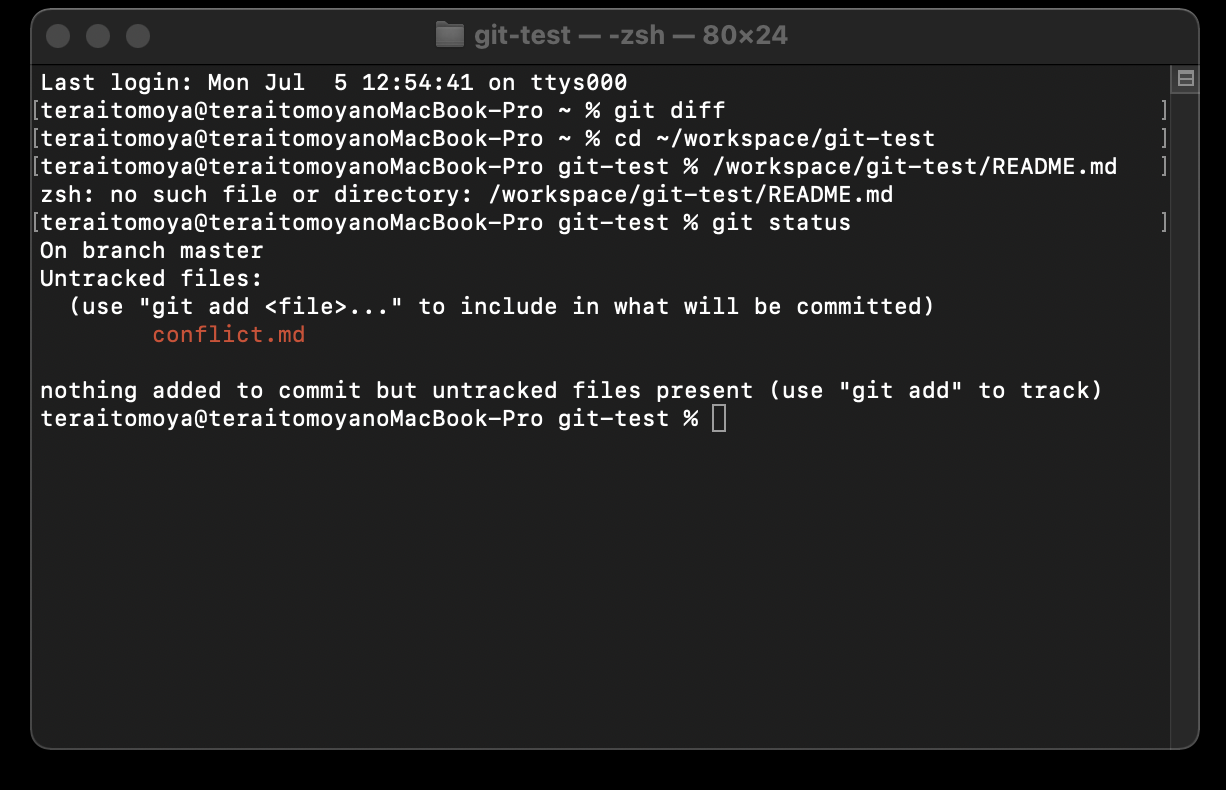 git-test — -zsh — 80×24
Last login: Mon Jul  5 12:54:41 on ttys000
[teraitomoya@teraitomoyanoMacBook-Pro ~ % git diff ]
[teraitomoya@teraitomoyanoMacBook-Pro ~ % cd ~/workspace/git-test ]
[teraitomoya@teraitomoyanoMacBook-Pro git-test % /workspace/git-test/README.md ]
zsh: no such file or directory: /workspace/git-test/README.md
[teraitomoya@teraitomoyanoMacBook-Pro git-test % git status ]
On branch master
Untracked files:
  (use "git add <file>..." to include in what will be committed)
        conflict.md
nothing added to commit but untracked files present (use "git add" to track)
teraitomoya@teraitomoyanoMacBook-Pro git-test %